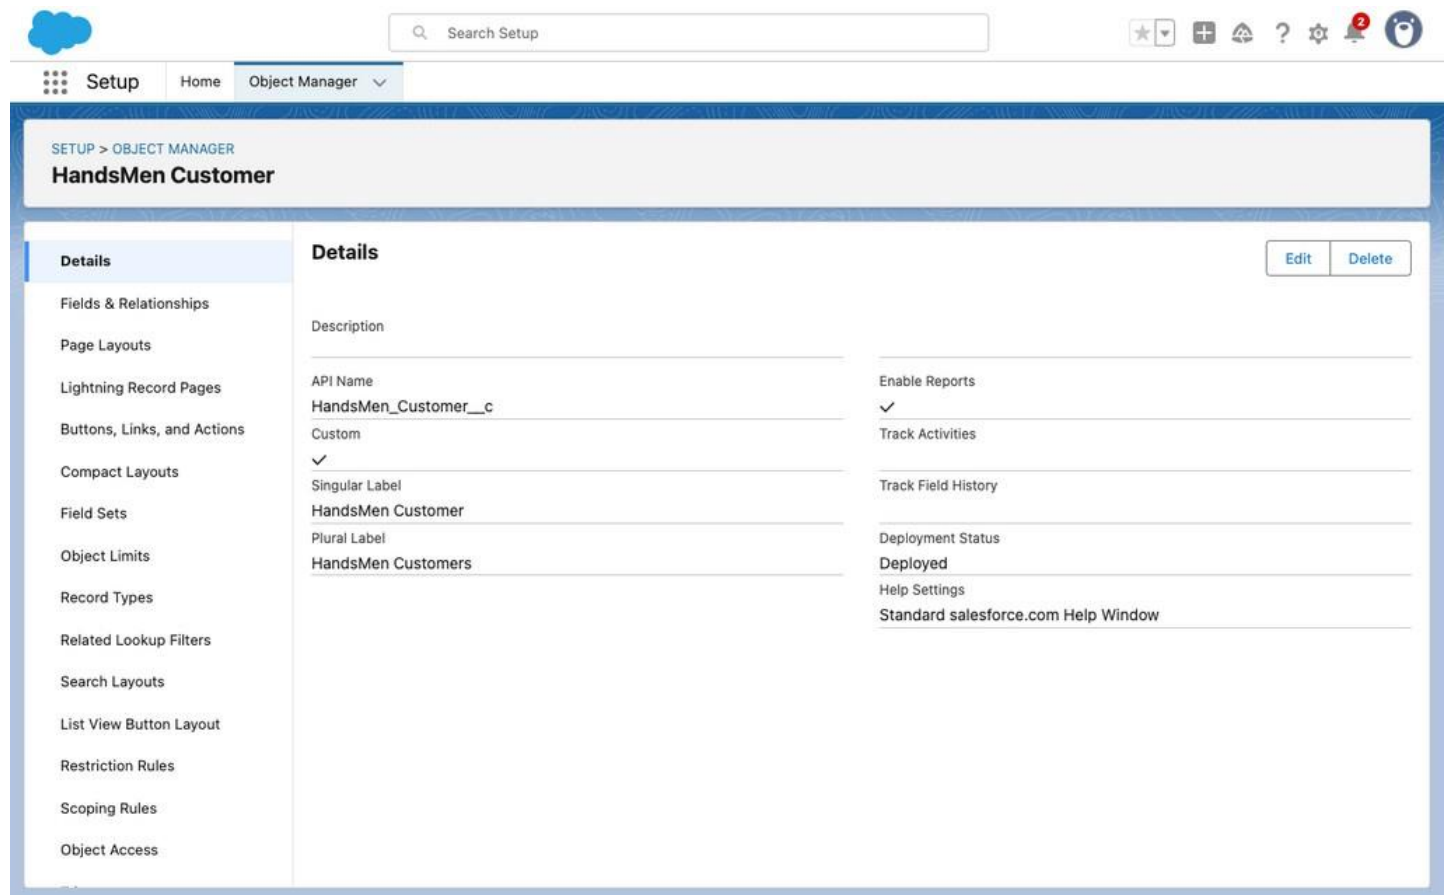 Search Setup
2
Setup Home Object Manager
SETUP > OBJECT MANAGER
HandsMen Customer
Details
Fields & Relationships
Page Layouts
Lightning Record Pages
Buttons, Links, and Actions
Compact Layouts
Field Sets
Object Limits
Record Types
Related Lookup Filters
Search Layouts
List View Button Layout
Restriction Rules
Scoping Rules
Object Access
Details
Edit Delete
Description
API Name
HandsMen_Customer__c
Custom
Singular Label
HandsMen Customer
Plural Label
HandsMen Customers
Enable Reports
Track Activities
Track Field History
Deployment Status
Deployed
Help Settings
Standard salesforce.com Help Window